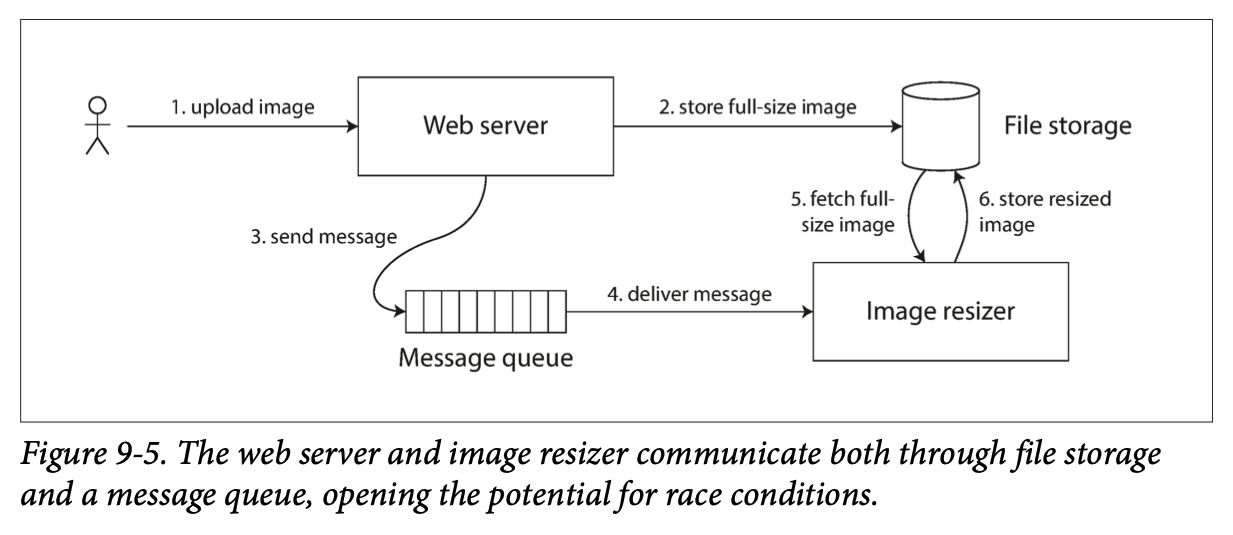 1. upload image
Web server
2. store full-size image
File storage
3. send message
5. fetch full-
size image
6. store resized
image
4. deliver message
Message queue
Image resizer
Figure 9-5. The web server and image resizer communicate both through file storage
and a message queue, opening the potential for race conditions.